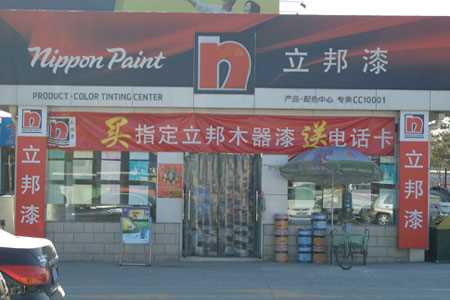 Nippon Paint
n
立邦漆
PRODUCT·COLOR TINTING CENTER
产品·配色中心 专卖CC10001
买指定立邦木器漆送电话卡
立邦漆
立邦漆